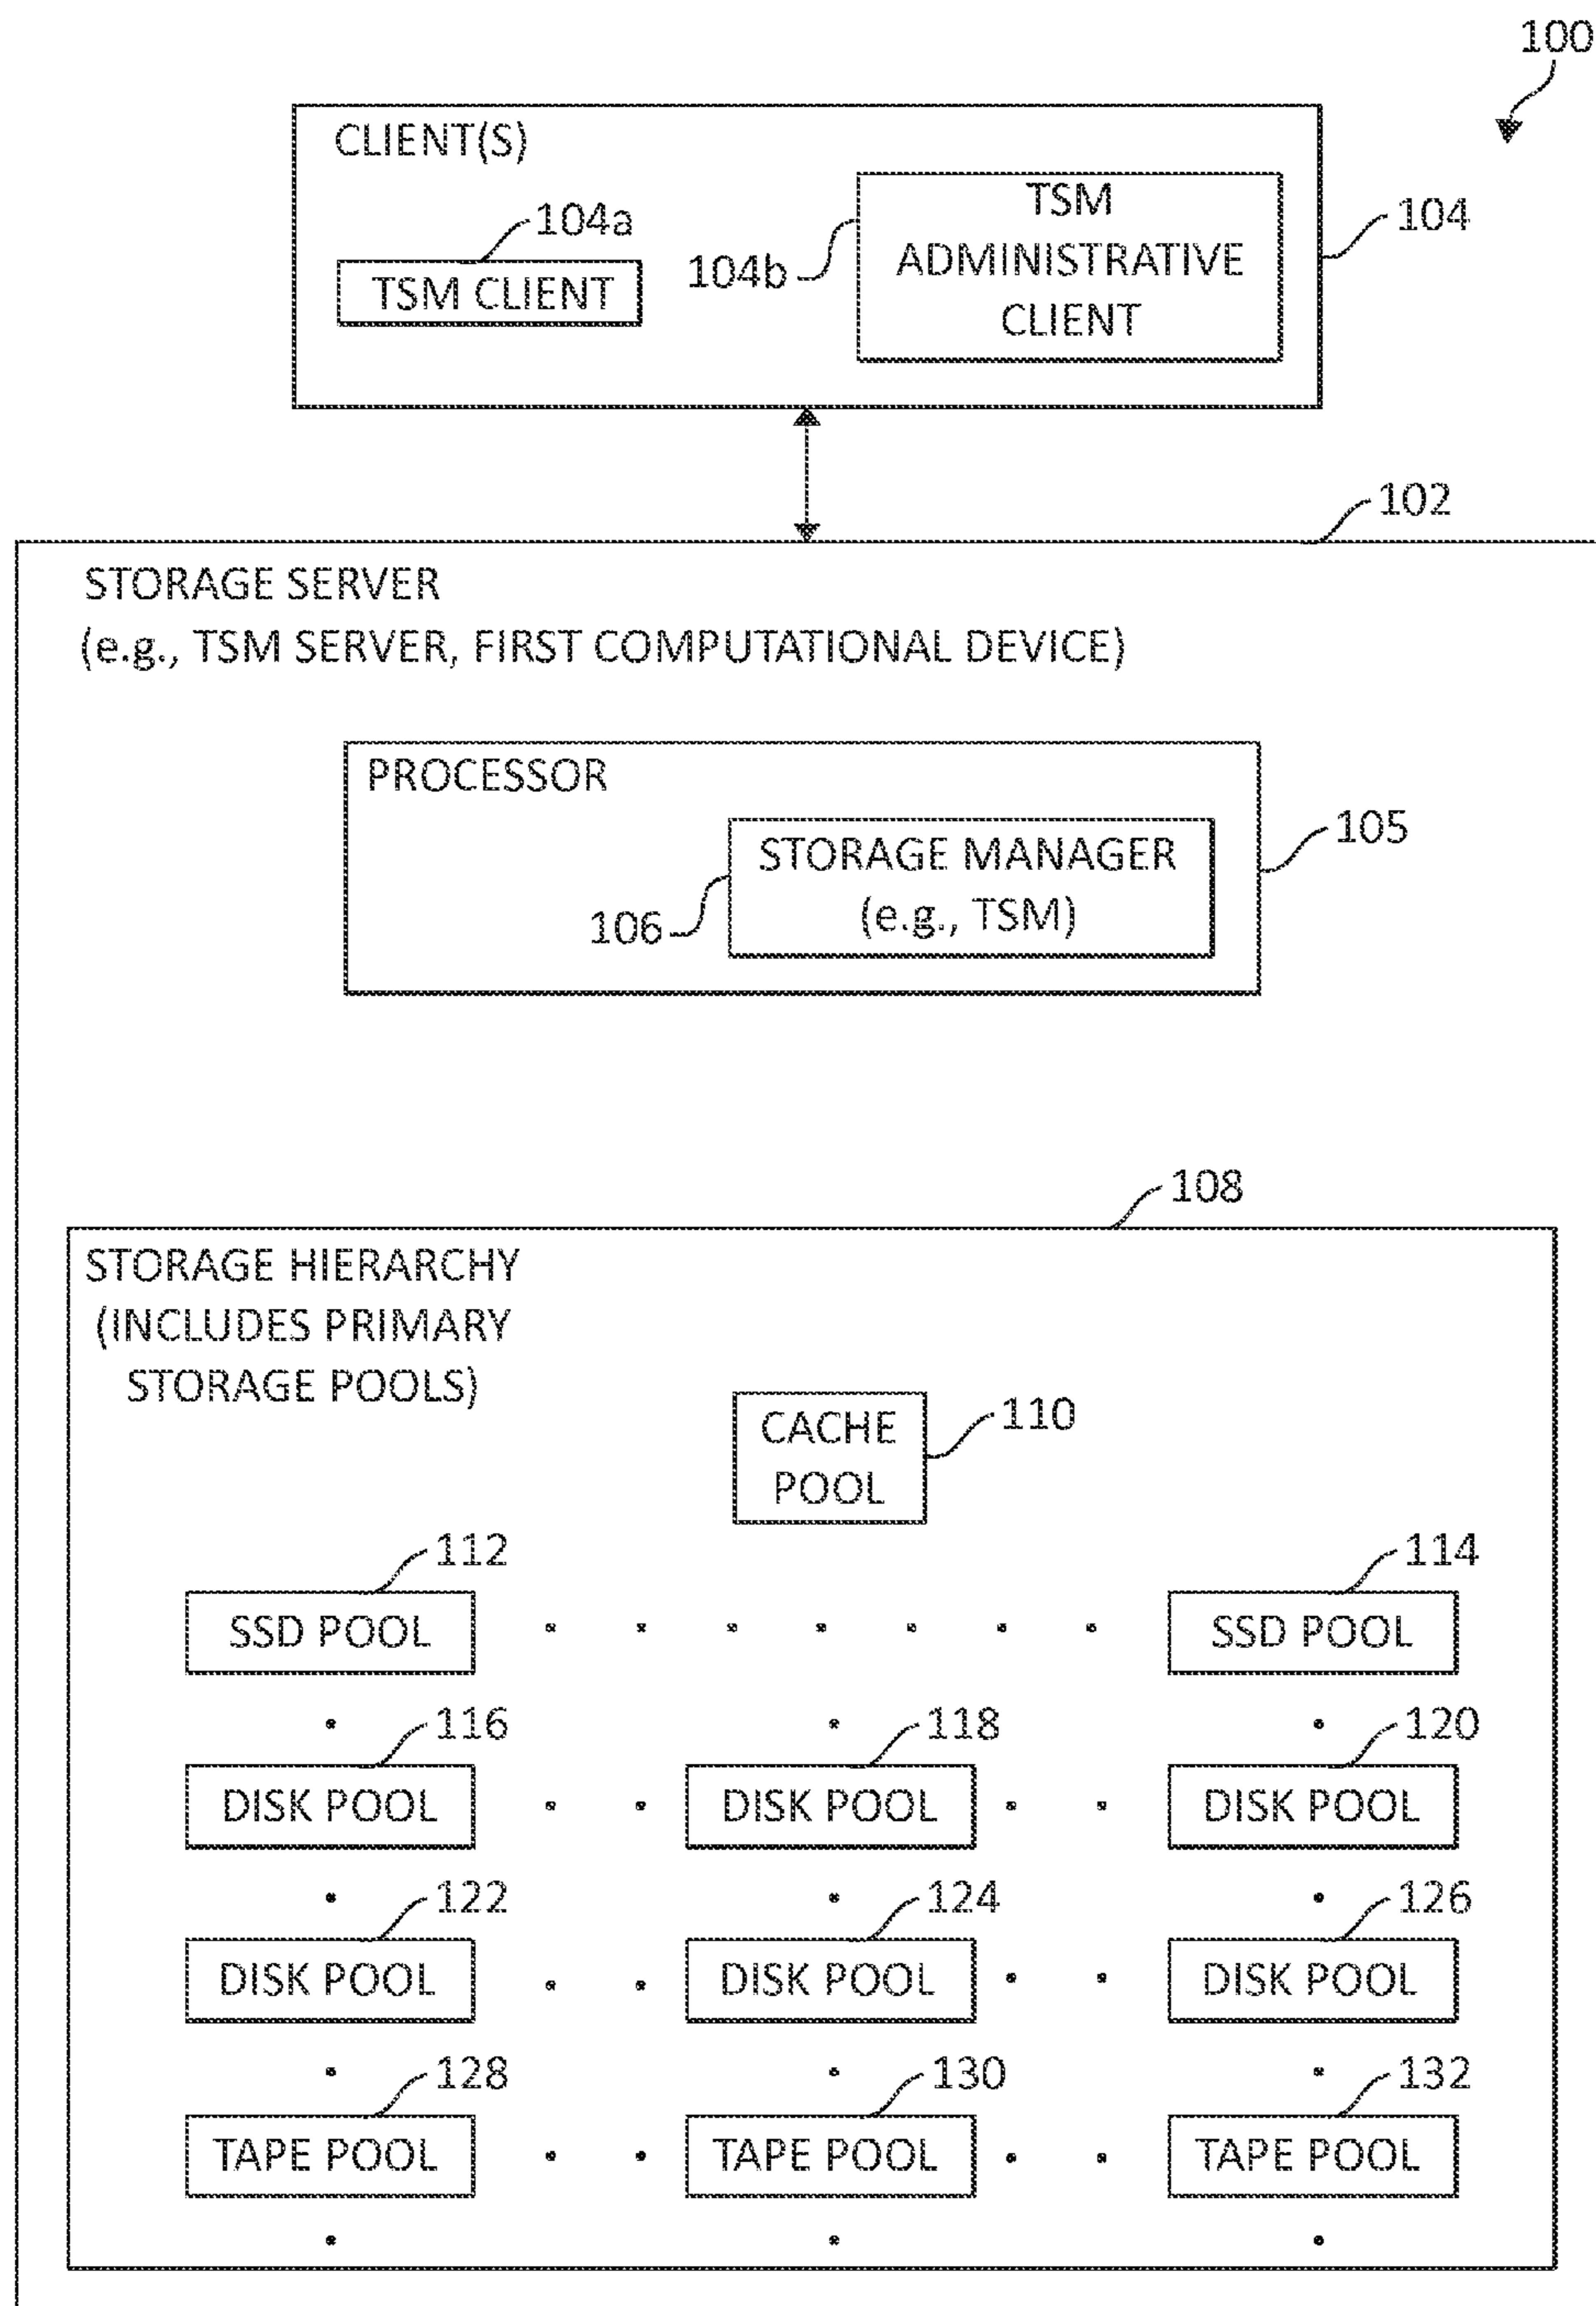 100
CLIENT(S)
104a
TSM CLIENT
104b
TSM
ADMINISTRATIVE
CLIENT
104
102
STORAGE SERVER
(e.g., TSM SERVER, FIRST COMPUTATIONAL DEVICE)
PROCESSOR
105
STORAGE MANAGER
(e.g., TSM)
106
108
STORAGE HIERARCHY
(INCLUDES PRIMARY
STORAGE POOLS)
CACHE
POOL
110
112
114
SSD POOL
SSD POOL
116
118
120
DISK POOL
DISK POOL
DISK POOL
122
124
126
DISK POOL
DISK POOL
DISK POOL
128
130
132
TAPE POOL
TAPE POOL
TAPE POOL